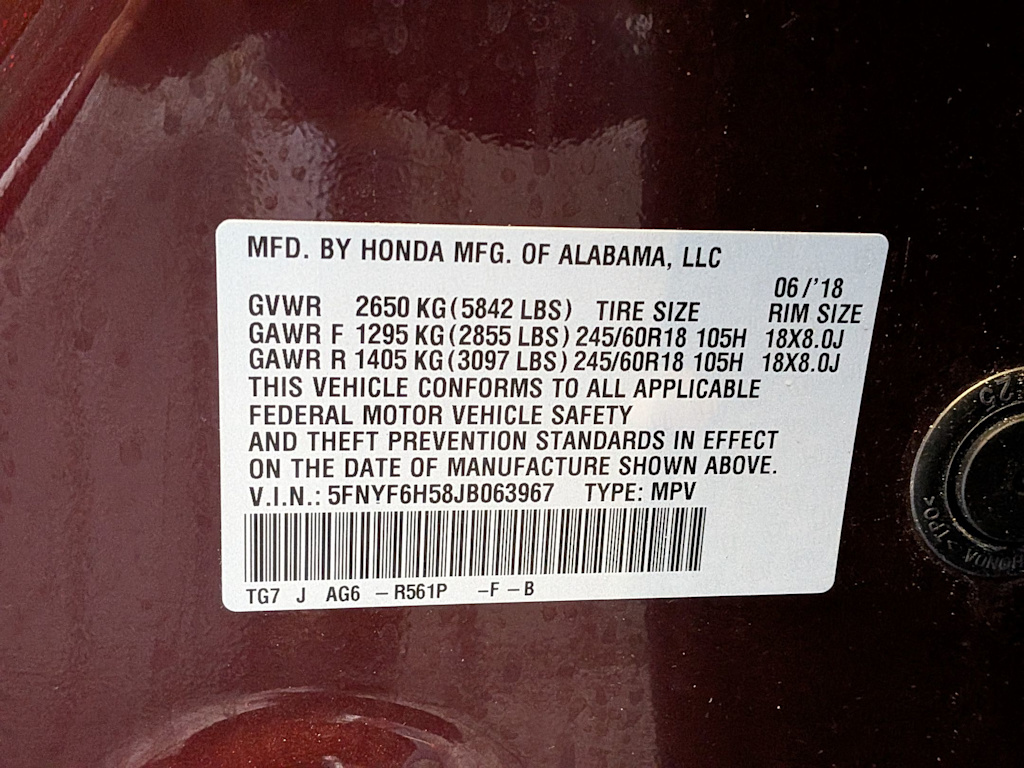 MFD. BY HONDA MFG. OF ALABAMA, LLC
06/'18
GVWR 2650 KG (5842 LBS) TIRE SIZE RIM SIZE
GAWR F 1295 KG (2855 LBS) 245/60R18 105H 18X8.0J
GAWR R 1405 KG (3097 LBS) 245/60R18 105H 18X8.0J
THIS VEHICLE CONFORMS TO ALL APPLICABLE
FEDERAL MOTOR VEHICLE SAFETY
AND THEFT PREVENTION STANDARDS IN EFFECT
ON THE DATE OF MANUFACTURE SHOWN ABOVE.
V.I.N.: 5FNYF6H58JB063967 TYPE: MPV
TG7 J AG6 – R561P –F – B
25
HONDA >TPO<